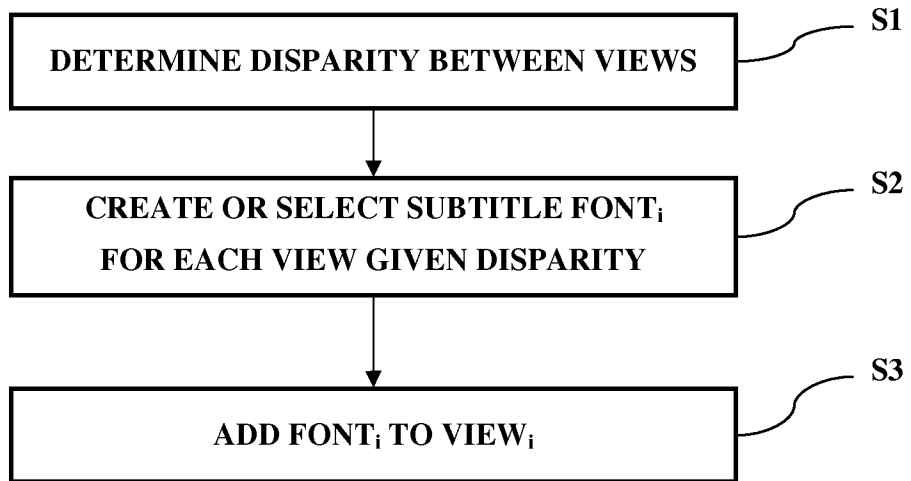 S1
DETERMINE DISPARITY BETWEEN VIEWS
S2
CREATE OR SELECT SUBTITLE FONTi
FOR EACH VIEW GIVEN DISPARITY
S3
ADD FONTi TO VIEWi